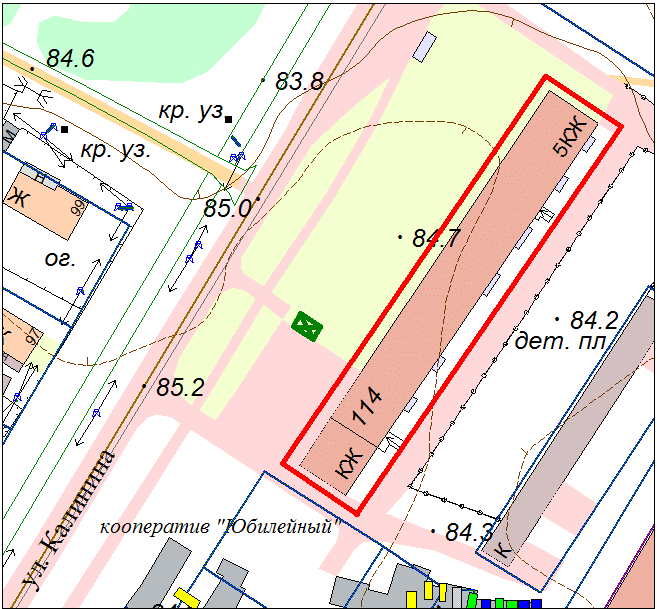 84.6
83.8
кр. уз.
кр. уз.
5КЖ
М
Н
Ж
99
85.0
84.7
ог.
84.2
дет. пл.
97
85.2
114
КЖ
ул. Калинина
кооператив "Юбилейный"
84.3
К